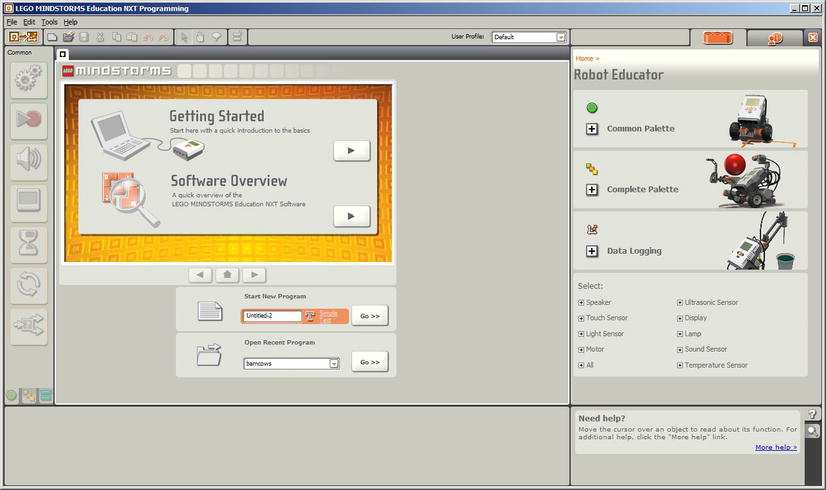 LEGO MINDSTORMS Education NXT Programming
File Edit Tools Help
User Profile: Default
Common
LEGO mindstorms
Getting Started
Start here with a quick introduction to the basics
Software Overview
A quick overview of the
LEGO MINDSTORMS Education NXT Software
Start New Program
Untitled-2
Go >>
Open Recent Program
barncows
Go >>
Home »
Robot Educator
Common Palette
Complete Palette
Data Logging
Select:
Speaker
Ultrasonic Sensor
Touch Sensor
Display
Light Sensor
Lamp
Motor
Sound Sensor
All
Temperature Sensor
Need help?
Move the cursor over an object to read about its function. For
additional help, click the "More help" link.
More help »